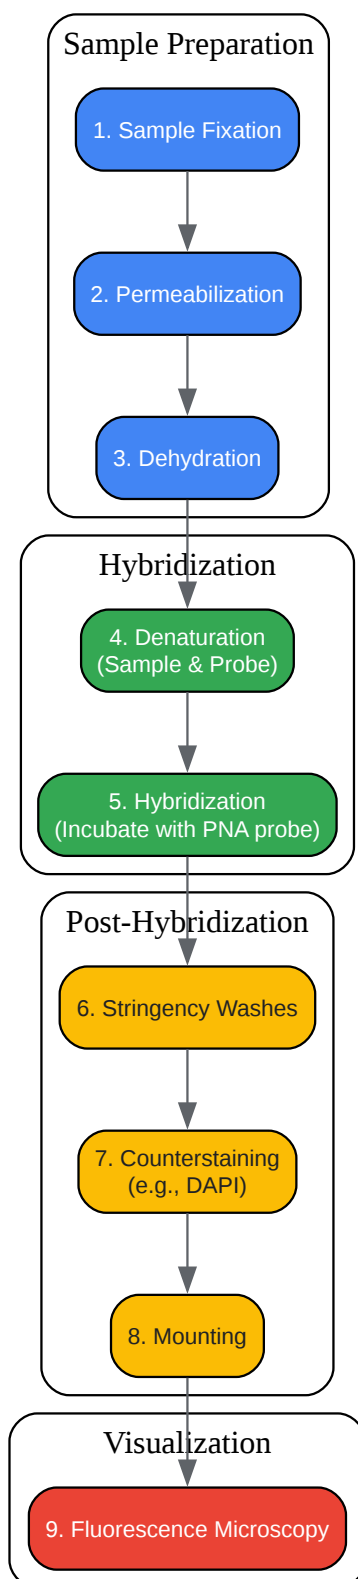 Sample Preparation
1. Sample Fixation
2. Permeabilization
3. Dehydration
Hybridization
4. Denaturation
(Sample & Probe)
5. Hybridization
(Incubate with PNA probe)
Post-Hybridization
6. Stringency Washes
7. Counterstaining
(e.g., DAPI)
8. Mounting
Visualization
9. Fluorescence Microscopy